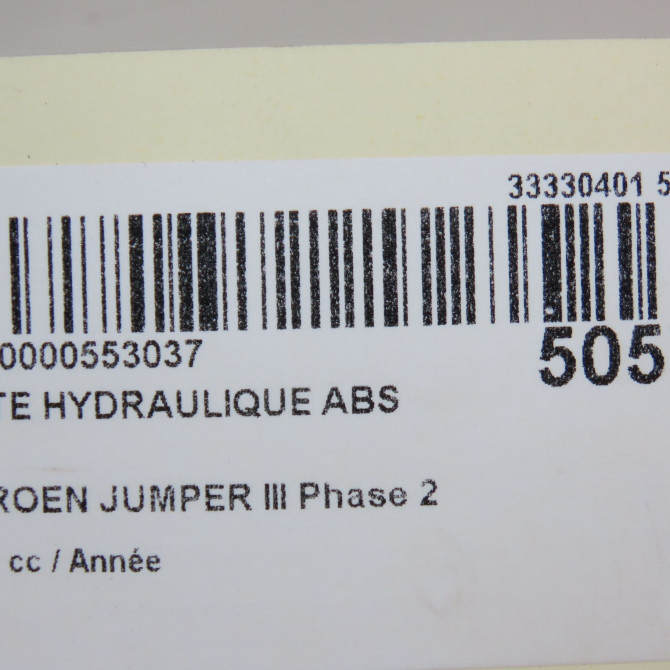 33330401 5
0000553037
505
TE HYDRAULIQUE ABS
ROEN JUMPER III Phase 2
cc / Année